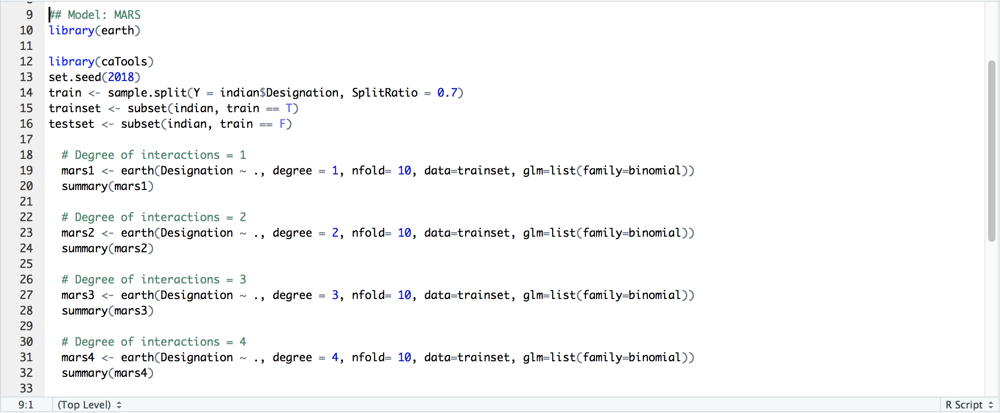 9 ## Model: MARS
10 library(earth)
11
12 library(caTools)
13 set.seed(2018)
14 train <- sample.split(Y = indian$Designation, SplitRatio = 0.7)
15 trainset <- subset(indian, train == T)
16 testset <- subset(indian, train == F)
17
18 # Degree of interactions = 1
19 mars1 <- earth(Designation ~ ., degree = 1, nfold= 10, data=trainset, glm=list(family=binomial))
20 summary(mars1)
21
22 # Degree of interactions = 2
23 mars2 <- earth(Designation ~ ., degree = 2, nfold= 10, data=trainset, glm=list(family=binomial))
24 summary(mars2)
25
26 # Degree of interactions = 3
27 mars3 <- earth(Designation ~ ., degree = 3, nfold= 10, data=trainset, glm=list(family=binomial))
28 summary(mars3)
29
30 # Degree of interactions = 4
31 mars4 <- earth(Designation ~ ., degree = 4, nfold= 10, data=trainset, glm=list(family=binomial))
32 summary(mars4)
33
9:1 (Top Level) R Script